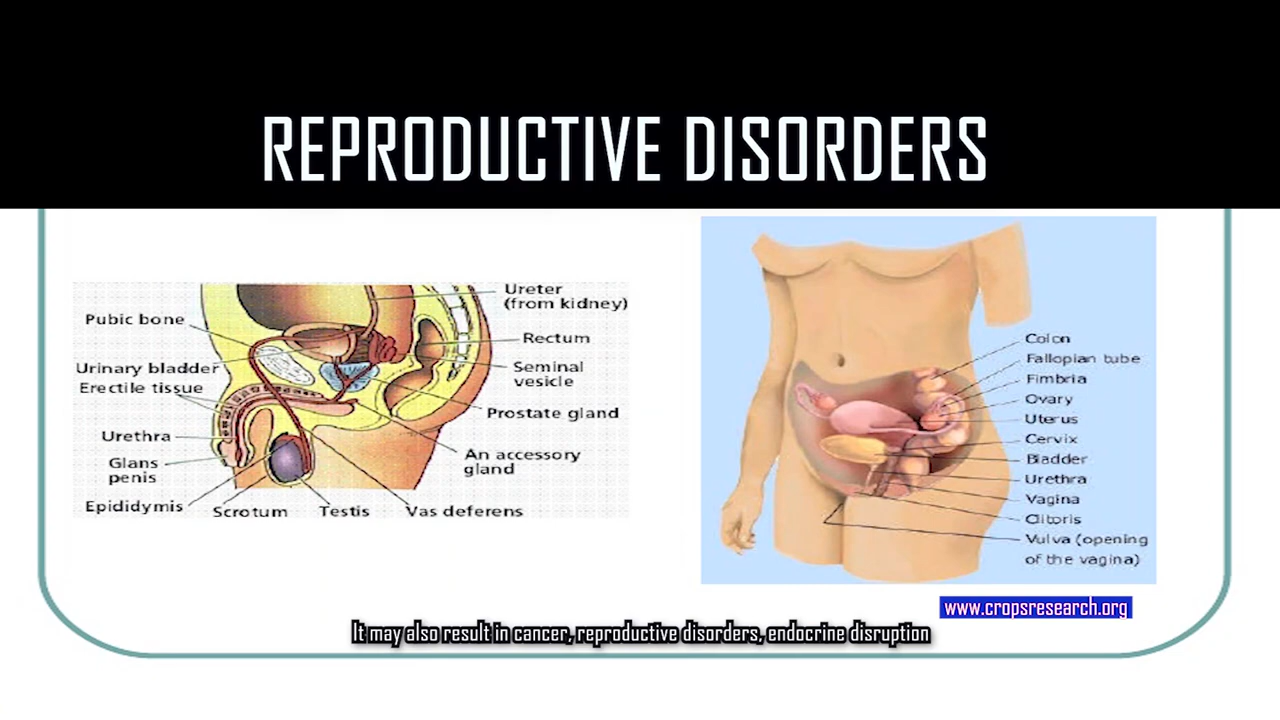 REPRODUCTIVE DISORDERS
Ureter
(from kidney)
Pubic bone
Rectum
Urinary bladder
Seminal
vesicle
Erectile tissue
Prostate gland
Urethra
An accessory
gland
Glans
penis
Epididymis
Scrotum
Testis
Vas deferens
Colon
Fallopian tube
Fimbria
Ovary
Uterus
Cervix
Bladder
Urethra
Vagina
Clitoris
Vulva (opening
of the vagina)
www.cropsresearch.org
It may also result in cancer, reproductive disorders, endocrine disruption